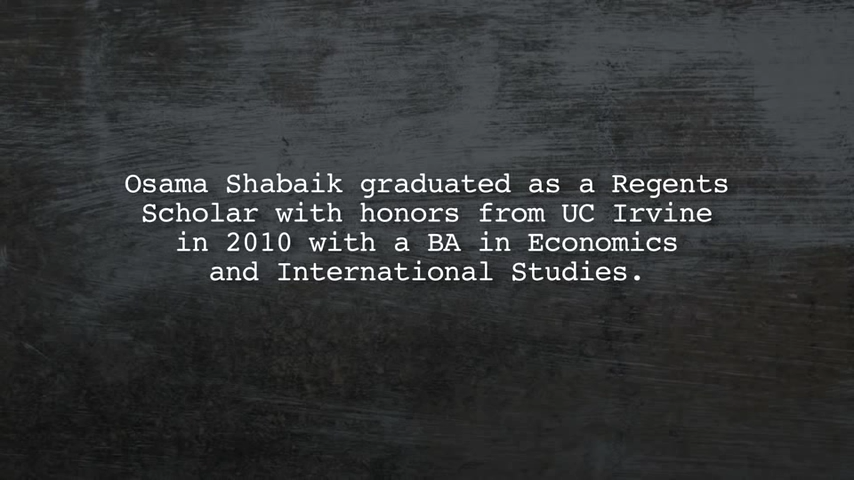 Osama Shabaik graduated as a Regents
Scholar with honors from UC Irvine
in 2010 with a BA in Economics
and International Studies.